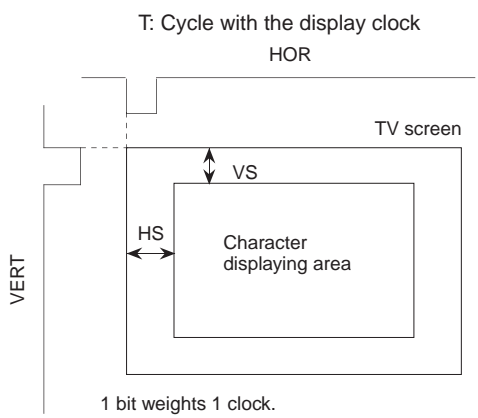 T: Cycle with the display clock
HOR
TV screen
VS
HS
Character
displaying area
VERT
1 bit weights 1 clock.